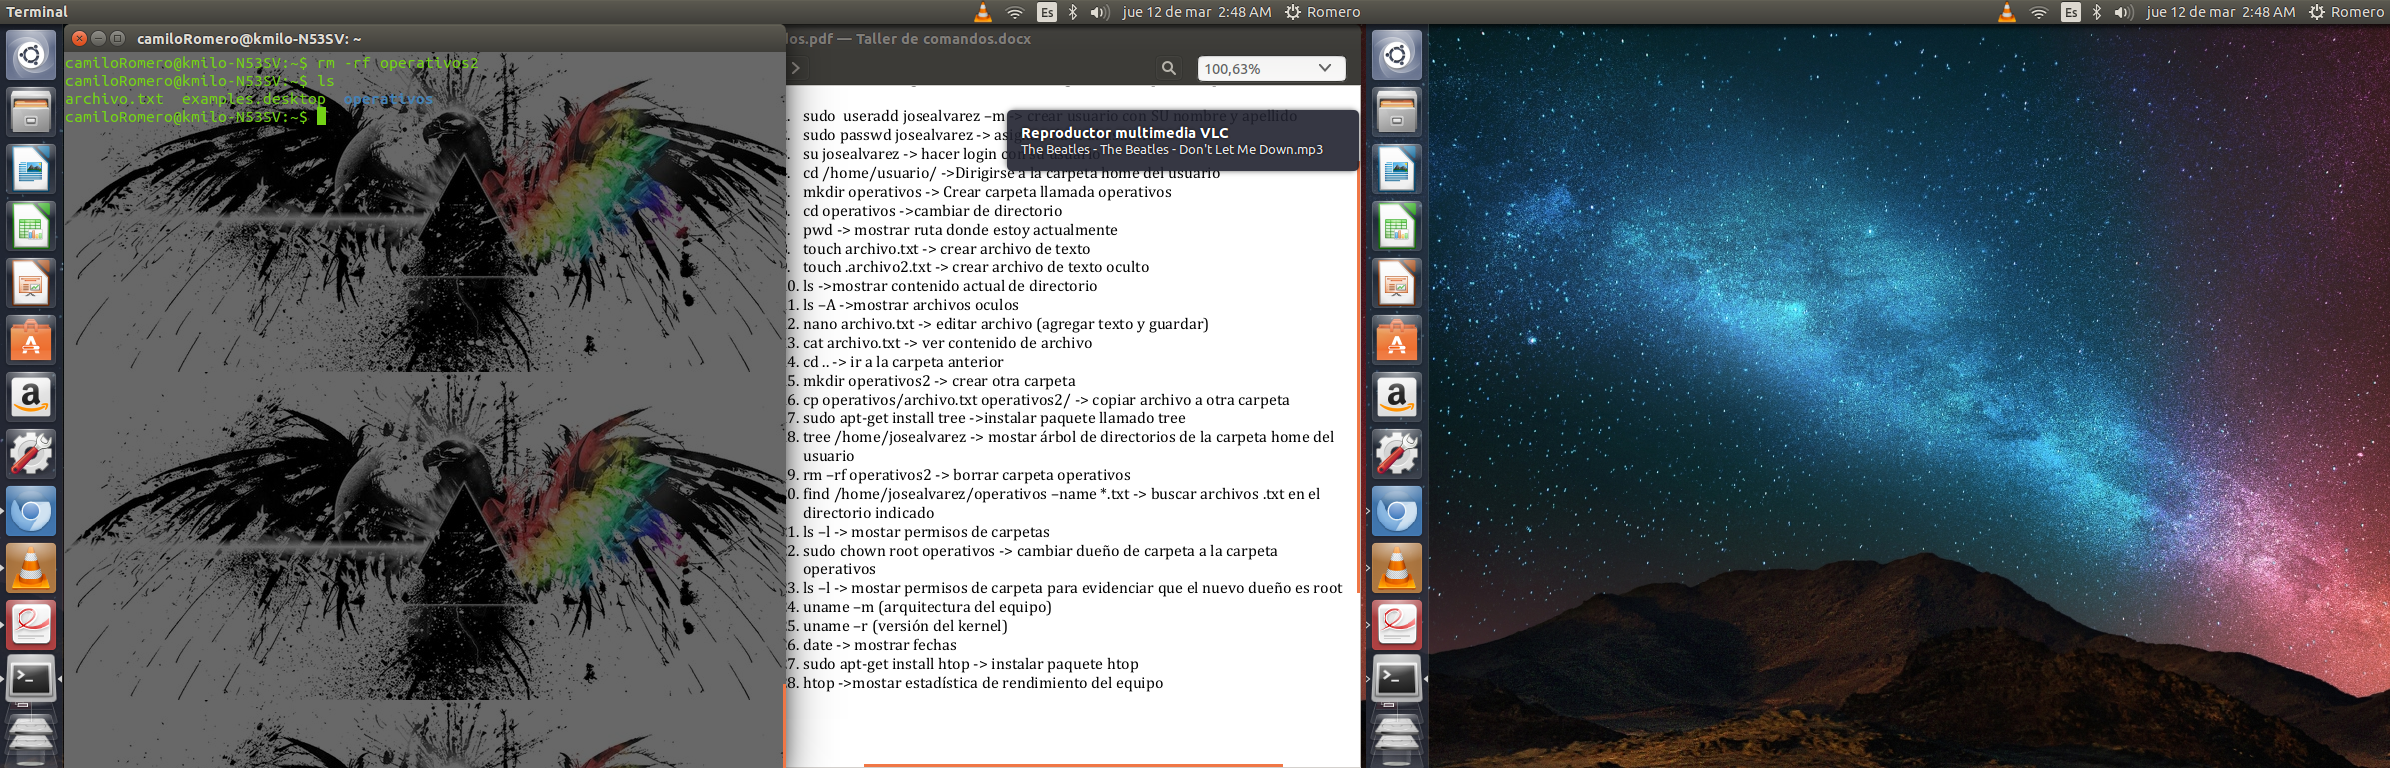 Terminal
Es
jue 12 de mar 2:48 AM
Romero
Es
jue 12 de mar 2:48 AM
Romero
camiloRomero@kmilo-N53SV: ~
camiloRomero@kmilo-N53SV:~$ rm -rf operativos2
camiloRomero@kmilo-N53SV:~$ ls
archivo.txt examples.desktop operativos
camiloRomero@kmilo-N53SV:~$
os.pdf — Taller de comandos.docx
100,63%
Reproductor multimedia VLC
The Beatles - The Beatles - Don't Let Me Down.mp3
. sudo useradd josealvarez –m -> crear usuario con SU nombre y apellido
. sudo passwd josealvarez -> asi
. su josealvarez -> hacer login con su usuario
. cd /home/usuario/ ->Dirigirse a la carpeta home del usuario
mkdir operativos -> Crear carpeta llamada operativos
. cd operativos ->cambiar de directorio
. pwd -> mostrar ruta donde estoy actualmente
touch archivo.txt -> crear archivo de texto
. touch .archivo2.txt -> crear archivo de texto oculto
0. ls ->mostrar contenido actual de directorio
1. ls –A ->mostrar archivos oculos
2. nano archivo.txt -> editar archivo (agregar texto y guardar)
3. cat archivo.txt -> ver contenido de archivo
4. cd .. -> ir a la carpeta anterior
5. mkdir operativos2 -> crear otra carpeta
6. cp operativos/archivo.txt operativos2/ -> copiar archivo a otra carpeta
7. sudo apt-get install tree ->instalar paquete llamado tree
8. tree /home/josealvarez -> mostar árbol de directorios de la carpeta home del
usuario
9. rm –rf operativos2 -> borrar carpeta operativos
0. find /home/josealvarez/operativos –name *.txt -> buscar archivos .txt en el
directorio indicado
1. ls –l -> mostar permisos de carpetas
2. sudo chown root operativos -> cambiar dueño de carpeta a la carpeta
operativos
3. ls –l -> mostar permisos de carpeta para evidenciar que el nuevo dueño es root
4. uname –m (arquitectura del equipo)
5. uname –r (versión del kernel)
6. date -> mostrar fechas
7. sudo apt-get install htop -> instalar paquete htop
8. htop ->mostar estadística de rendimiento del equipo